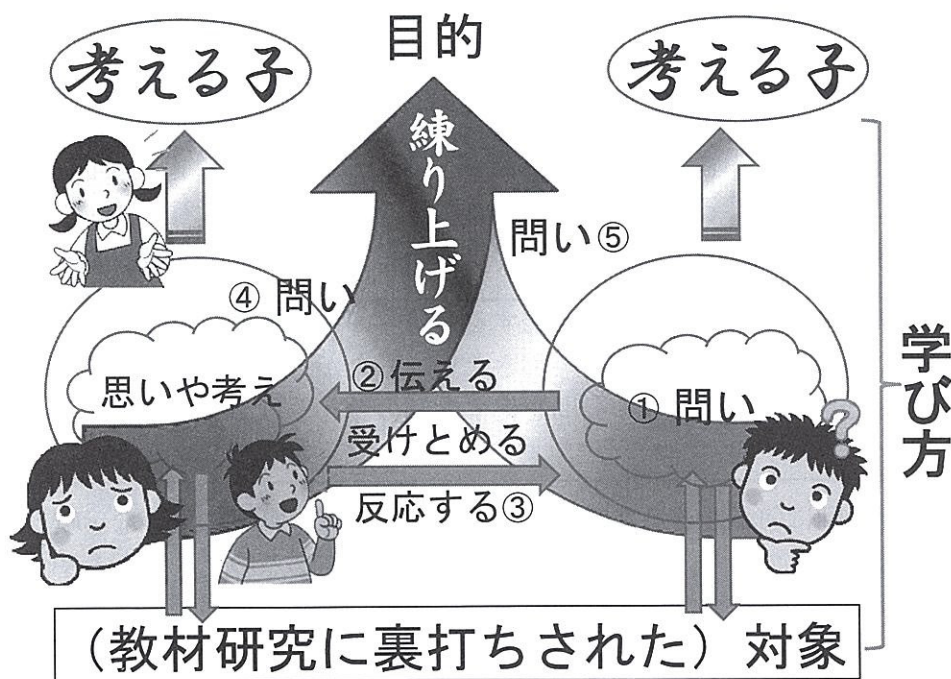 目的
考える子
考える子
練り上げる
問い⑤
④ 問い
思いや考え
②伝える
① 問い
受けとめる
反応する③
?
学び方
（教材研究に裏打ちされた）対象